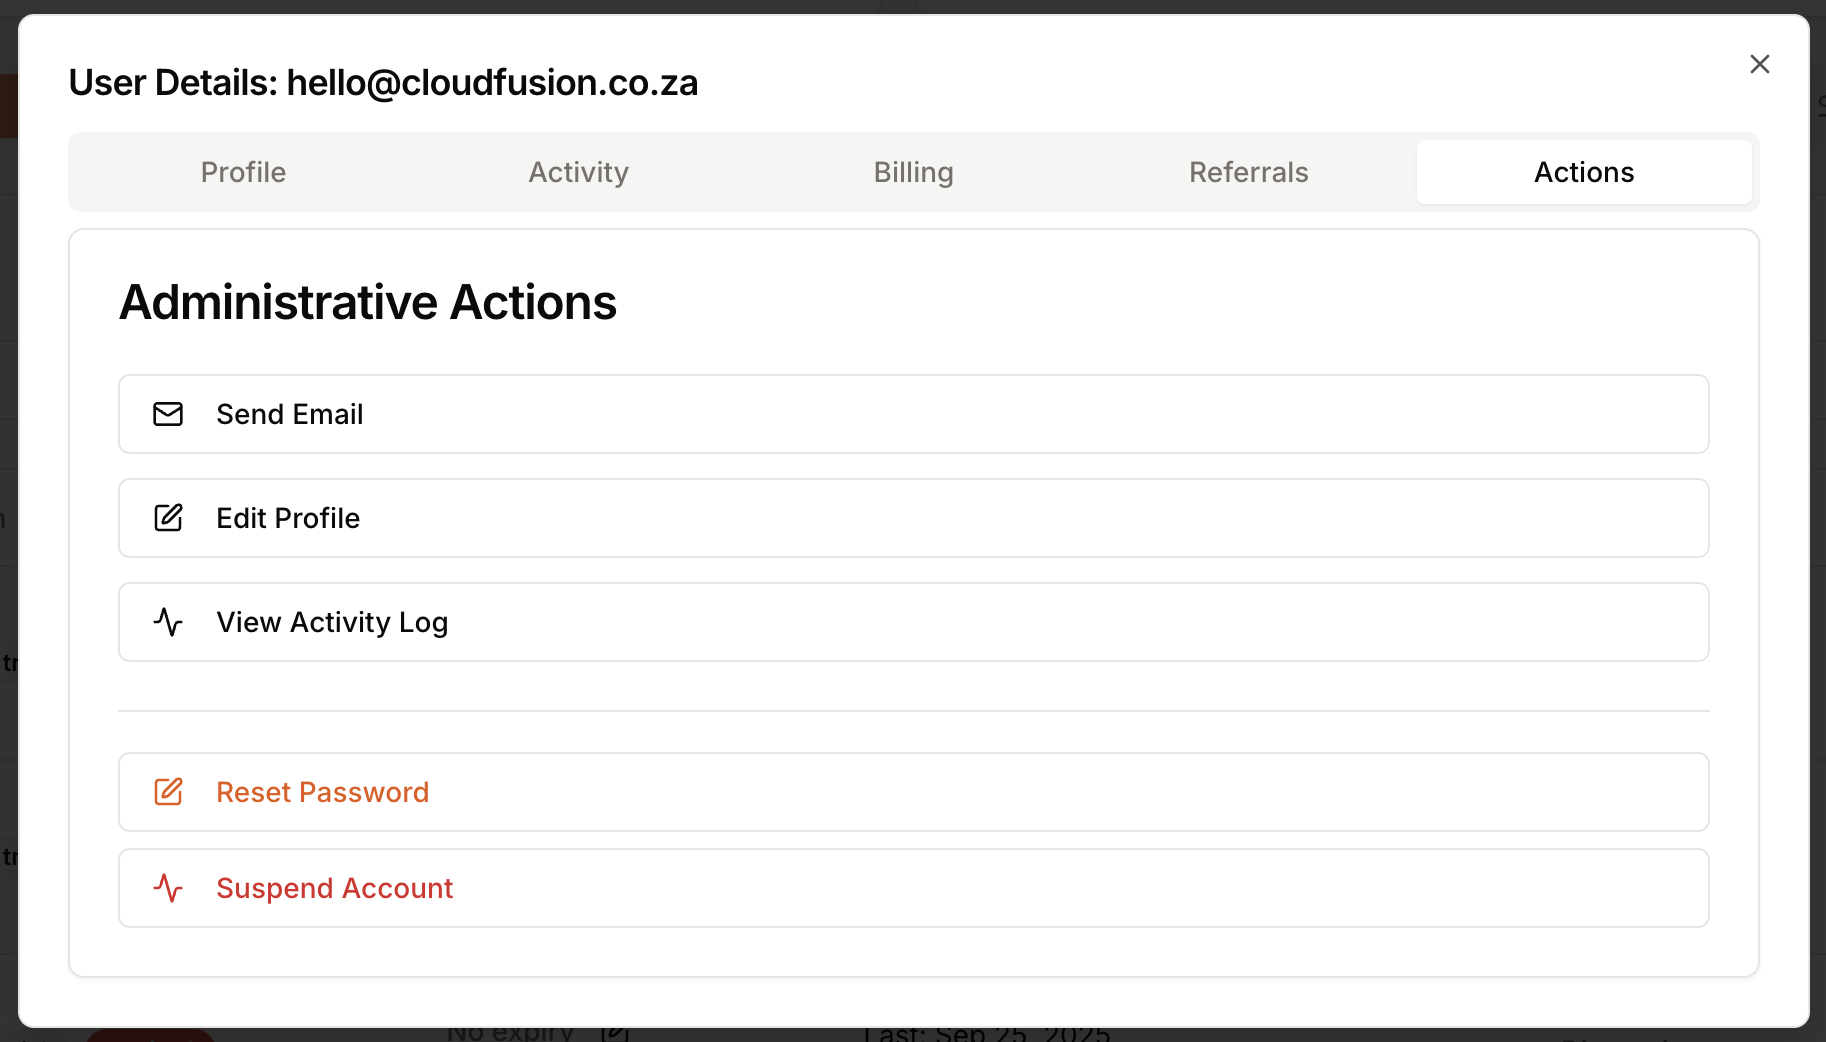 User Details: hello@cloudfusion.co.za
Profile Activity Billing Referrals Actions
Administrative Actions
Send Email
Edit Profile
View Activity Log
Reset Password
Suspend Account
No expiry Last: Sep 25, 2025